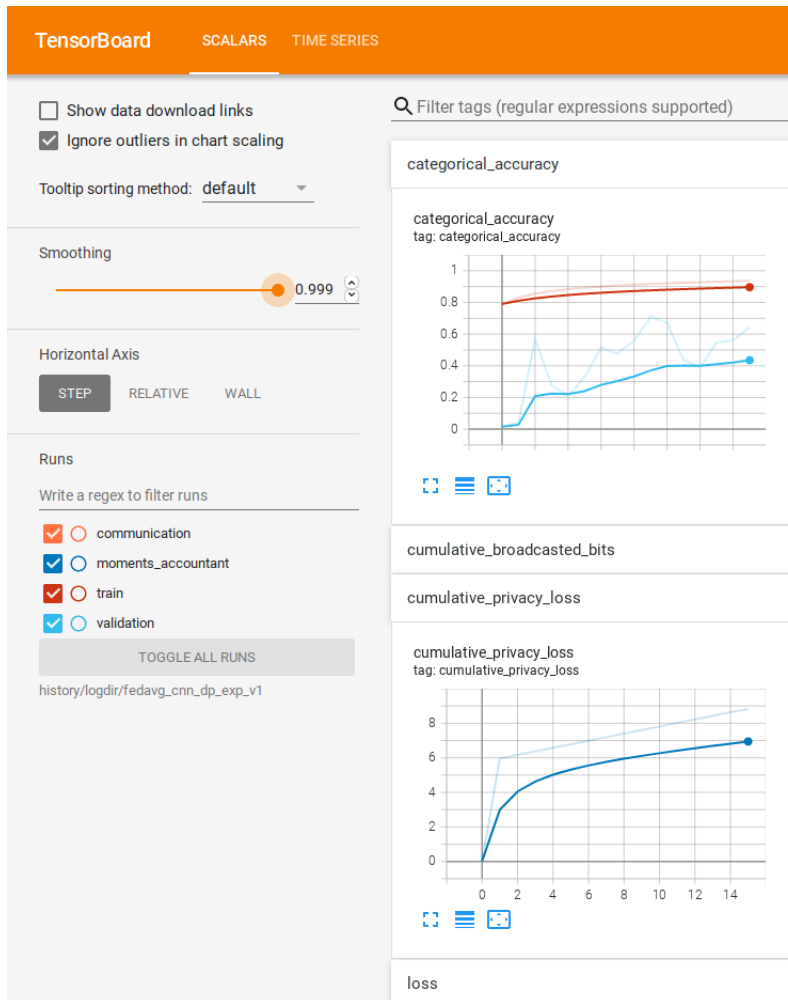 TensorBoard SCALARS TIME SERIES
Show data download links
Ignore outliers in chart scaling
Tooltip sorting method: default
Smoothing
0.999
Horizontal Axis
STEP RELATIVE WALL
Runs
Write a regex to filter runs
communication
moments_accountant
train
validation
TOGGLE ALL RUNS
history/logdir/fedavg_cnn_dp_exp_v1
Filter tags (regular expressions supported)
categorical_accuracy
categorical_accuracy
tag: categorical_accuracy
1
0.8
0.6
0.4
0.2
0
cumulative_broadcasted_bits
cumulative_privacy_loss
cumulative_privacy_loss
tag: cumulative_privacy_loss
8
6
4
2
0
0 2 4 6 8 10 12 14
loss